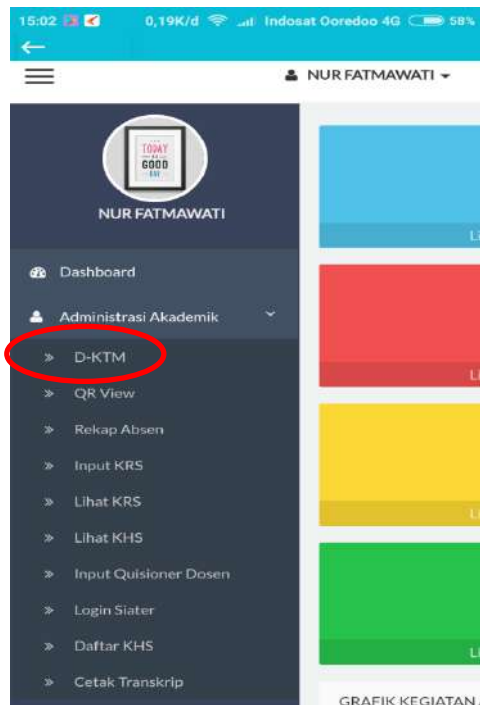 15:02 0,19K/d Indosat Ooredoo 4G 58%
NUR FATMAWATI
TODAY
GOOD
NUR FATMAWATI
Dashboard
Administrasi Akademik
» D-KTM
» QR View
» Rekap Absen
» Input KRS
» Lihat KRS
» Lihat KHS
» Input Quisioner Dosen
» Login Siater
» Daftar KHS
» Cetak Transkrip
GRAFIK KEGIATAN